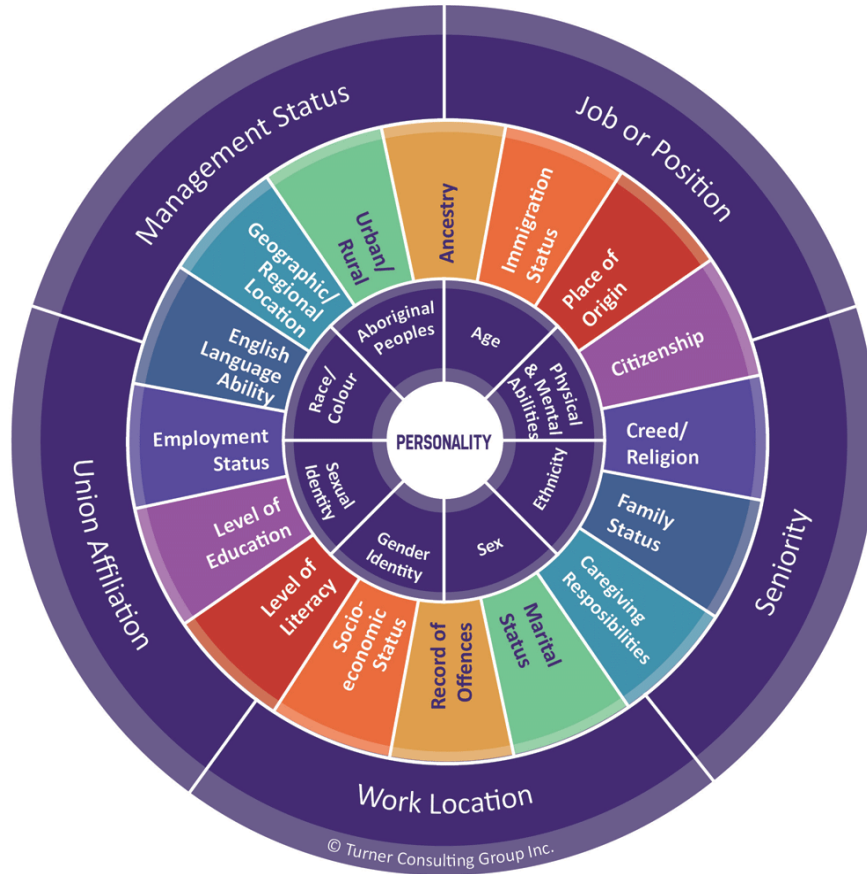 Management Status
Job or Position
Seniority
Work Location
Union Affiliation
Ancestry
Immigration
Status
Place of
Origin
Citizenship
Creed/
Religion
Family
Status
Caregiving
Resposibilities
Marital
Status
Record of
Offences
Socio-
economic
Status
Level of
Literacy
Level of
Education
Employment
Status
English
Language
Ability
Geographic/
Regional
Location
Urban/
Rural
Aboriginal
Peoples
Age
Physical
& Mental
Abilities
Ethnicity
Sex
Gender
Identity
Sexual
Identity
Race/
Colour
PERSONALITY
© Turner Consulting Group Inc.